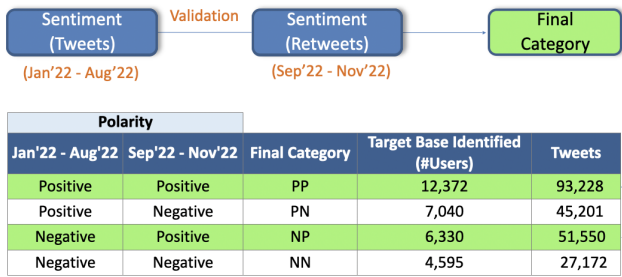 Sentiment
(Tweets)
Validation
Sentiment
(Retweets)
Final
Category
(Jan'22 - Aug'22)
(Sep'22 - Nov'22)
Polarity
Jan'22 - Aug'22 Sep'22 - Nov'22 Final Category Target Base Identified (#Users) Tweets
Positive Positive PP 12,372 93,228
Positive Negative PN 7,040 45,201
Negative Positive NP 6,330 51,550
Negative Negative NN 4,595 27,172